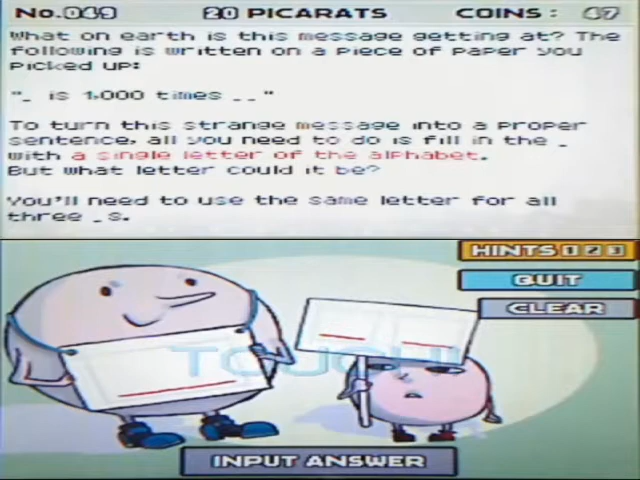 No.049 20 PICARATS COINS: 47
What on earth is this message getting at? The
following is written on a piece of paper you
picked up:
"_ is 1,000 times _ _"
To turn this strange message into a proper
sentence, all you need to do is fill in the _
with a single letter of the alphabet.
But what letter could it be?
You'll need to use the same letter for all
three _s.
HINTS 1 2 3
QUIT
CLEAR
TOUCH!
INPUT ANSWER